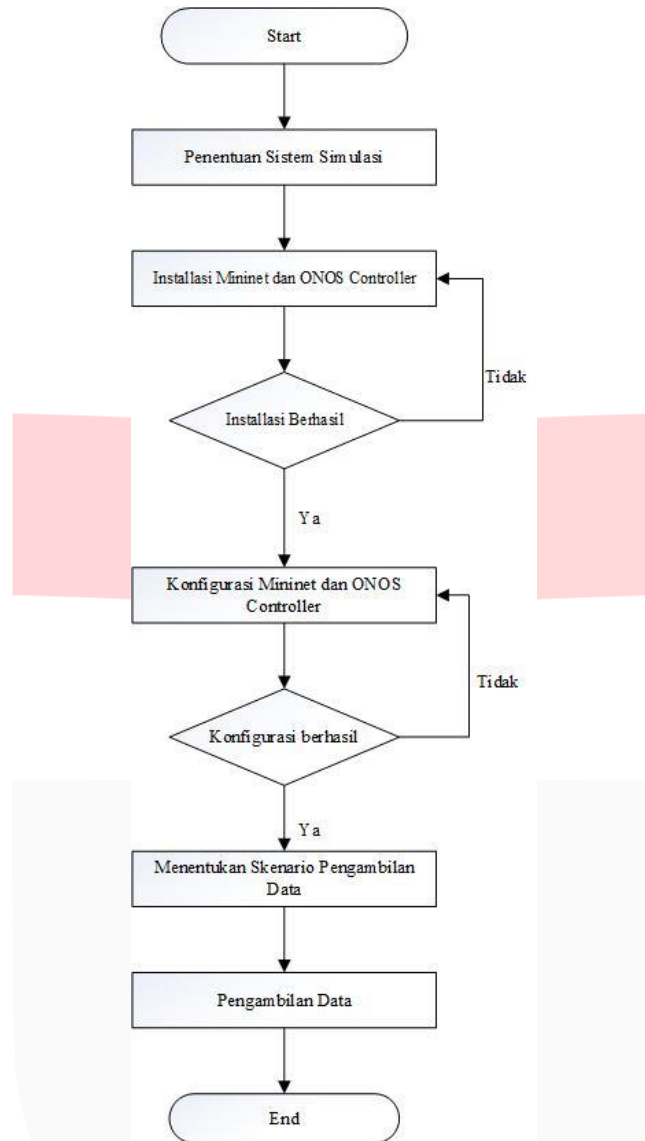 Start
Penentuan Sistem Simulasi
Installasi Mininet dan ONOS Controller
Tidak
Installasi Berhasil
Ya
Konfigurasi Mininet dan ONOS
Controller
Tidak
Konfigurasi berhasil
Ya
Menentukan Skenario Pengambilan
Data
Pengambilan Data
End